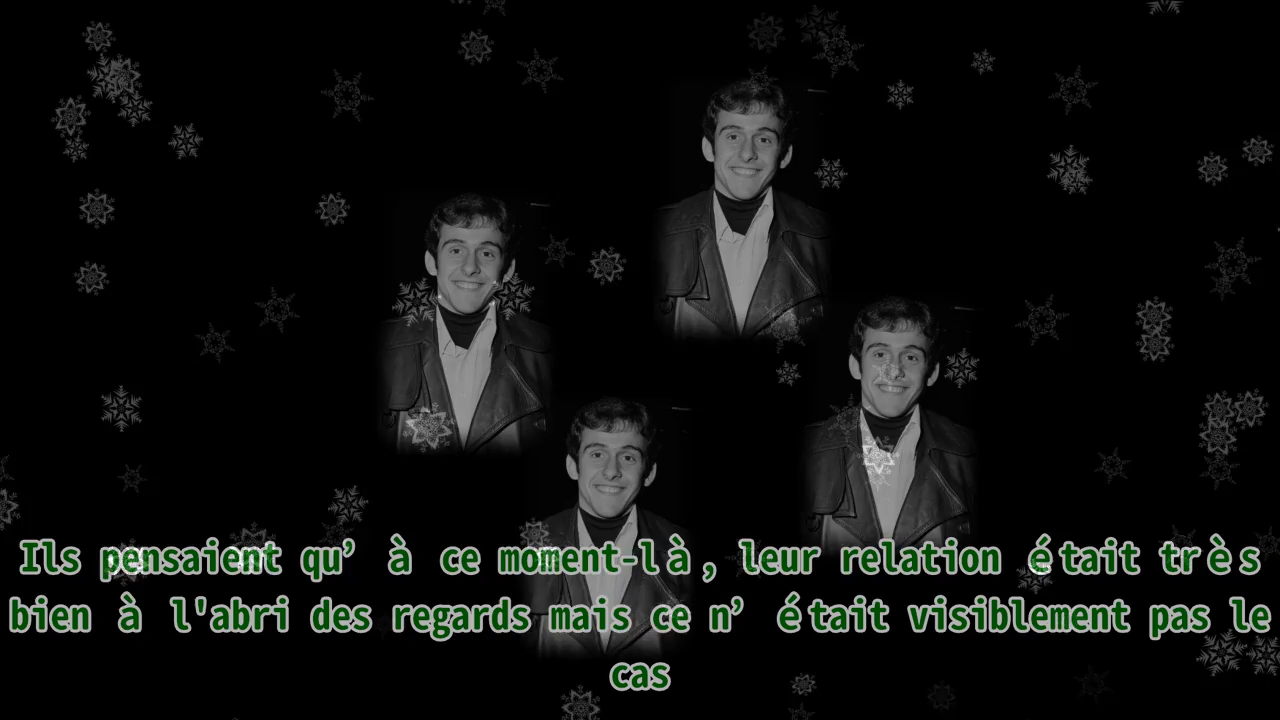 Ils pensaient qu’ à ce moment-là, leur relation était très
bien à l'abri des regards mais ce n’ était visiblement pas le
cas